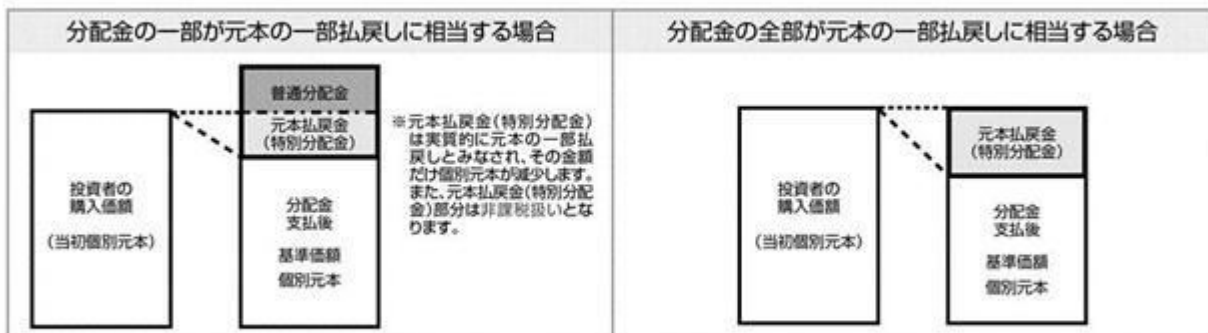 分配金の一部が元本の一部払戻しに相当する場合
普通分配金
元本払戻金
(特別分配金)
投資者の
購入価額
(当初個別元本)
分配金
支払後
基準価額
個別元本
※元本払戻金(特別分配金)
は実質的に元本の一部払
戻しとみなされ、その金額
だけ個別元本が減少します。
また、元本払戻金(特別分配
金)部分は非課税扱いとな
ります。
分配金の全部が元本の一部払戻しに相当する場合
投資者の
購入価額
(当初個別元本)
元本払戻金
(特別分配金)
分配金
支払後
基準価額
個別元本